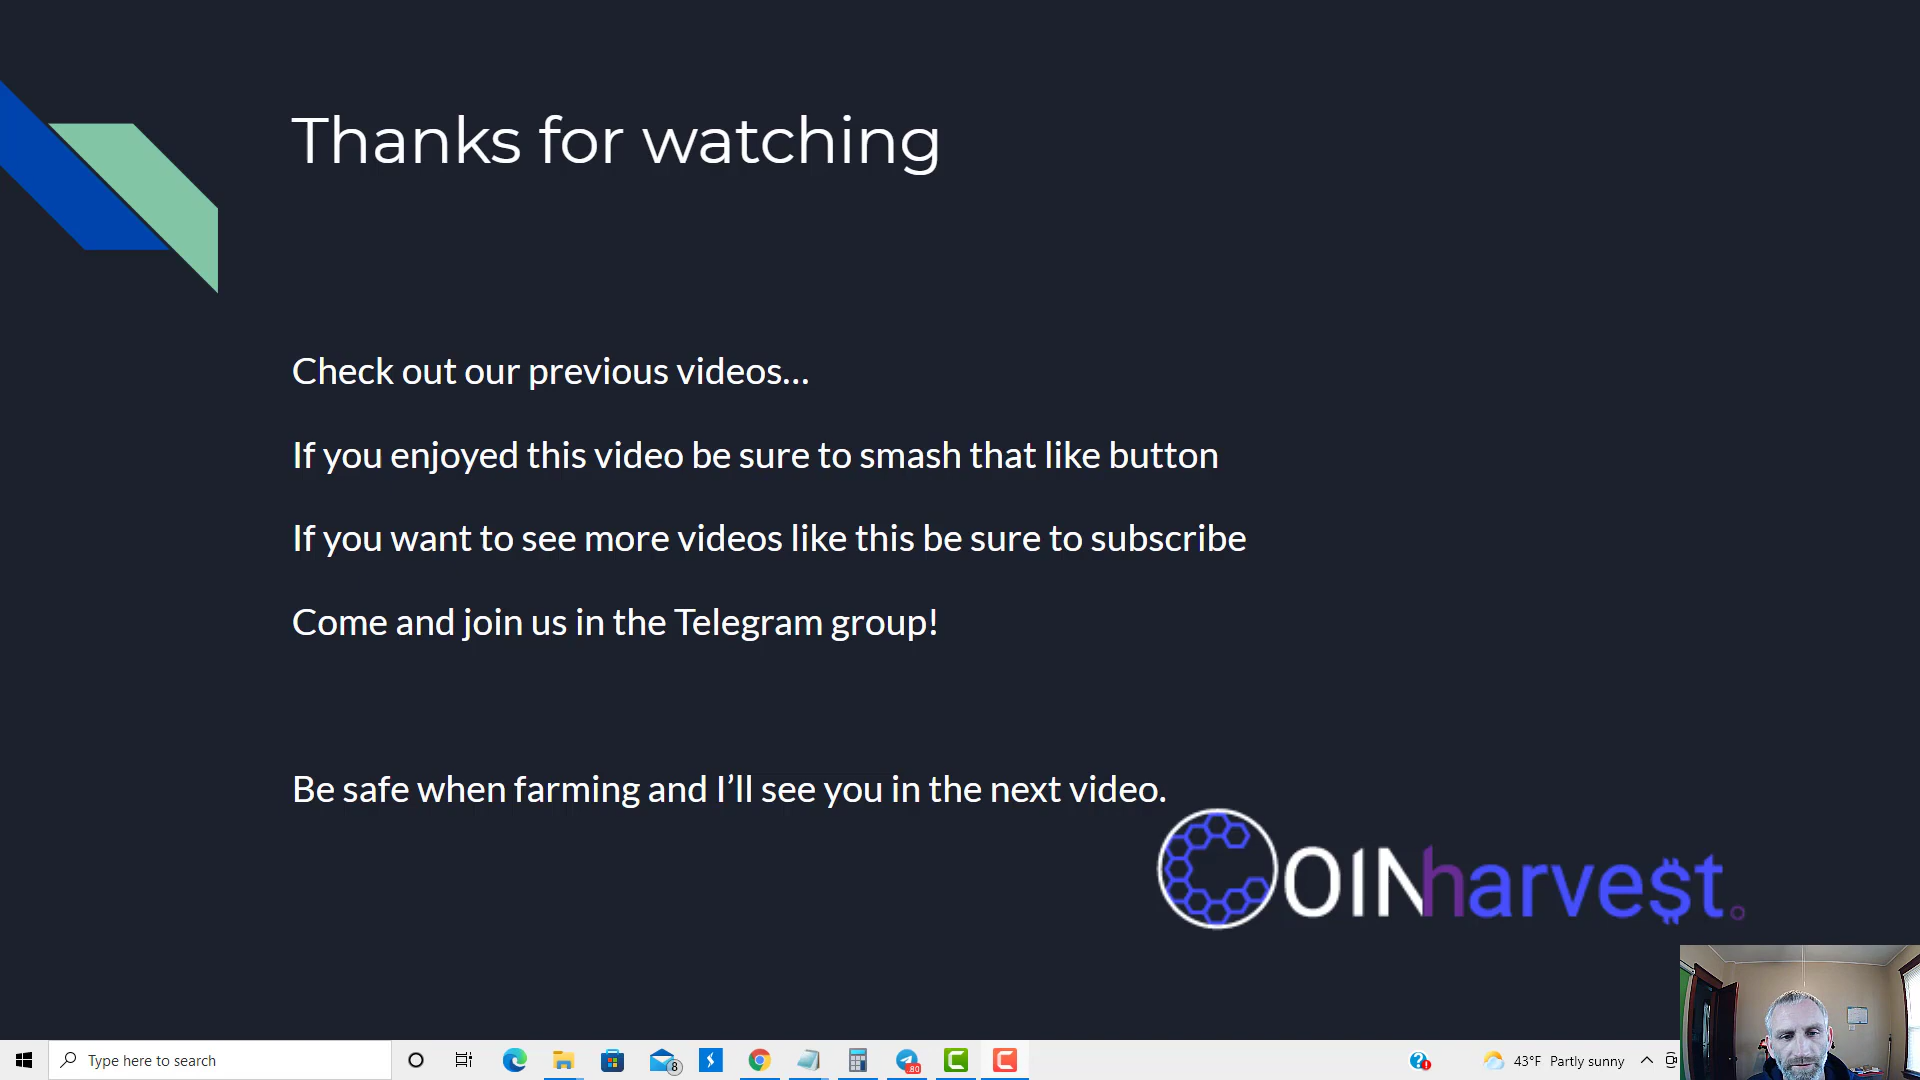 Thanks for watching
Check out our previous videos...
If you enjoyed this video be sure to smash that like button
If you want to see more videos like this be sure to subscribe
Come and join us in the Telegram group!
Be safe when farming and I’ll see you in the next video.
COINharve$t
Type here to search
8
80
43°F Partly sunny